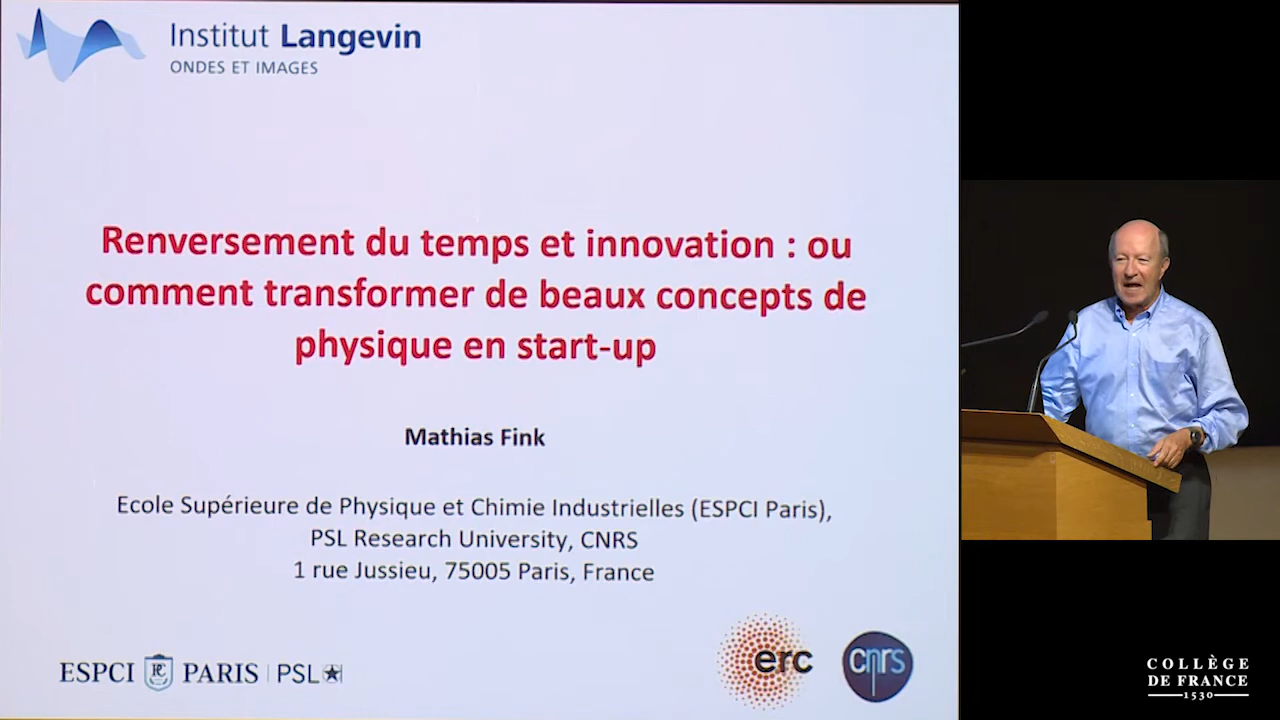 Institut Langevin
ONDES ET IMAGES
Renversement du temps et innovation : ou
comment transformer de beaux concepts de
physique en start-up
Mathias Fink
Ecole Supérieure de Physique et Chimie Industrielles (ESPCI Paris),
PSL Research University, CNRS
1 rue Jussieu, 75005 Paris, France
ESPCI PARIS PSL
erc
cnrs
COLLÈGE
DE FRANCE
1530